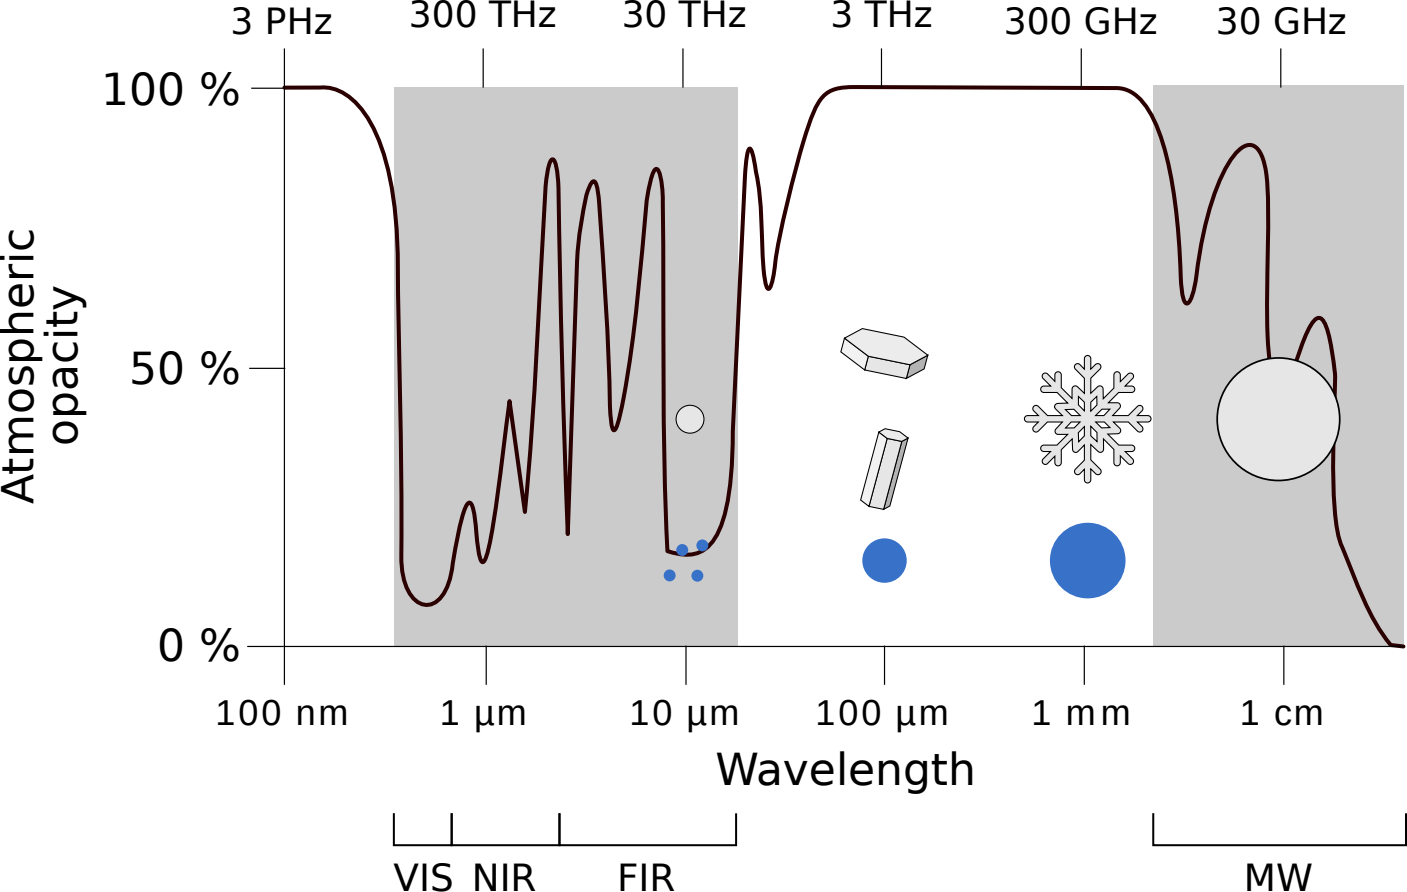 3 PHz 300 THz 30 THz 3 THz 300 GHz 30 GHz
100 %
50 %
0 %
Atmospheric
opacity
100 nm 1 µm 10 µm 100 µm 1 mm 1 cm
Wavelength
VIS NIR FIR MW